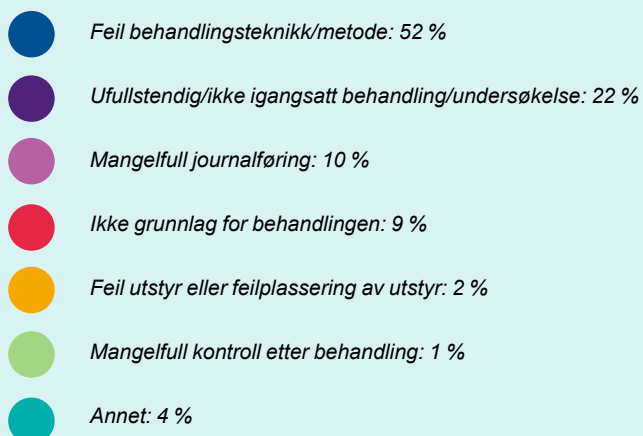 Feil behandlingsteknikk/metode: 52 %
Ufullstendig/ikke igangsatt behandling/undersøkelse: 22 %
Mangelfull journalføring: 10 %
Ikke grunnlag for behandlingen: 9 %
Feil utstyr eller feilplassering av utstyr: 2 %
Mangelfull kontroll etter behandling: 1 %
Annet: 4 %